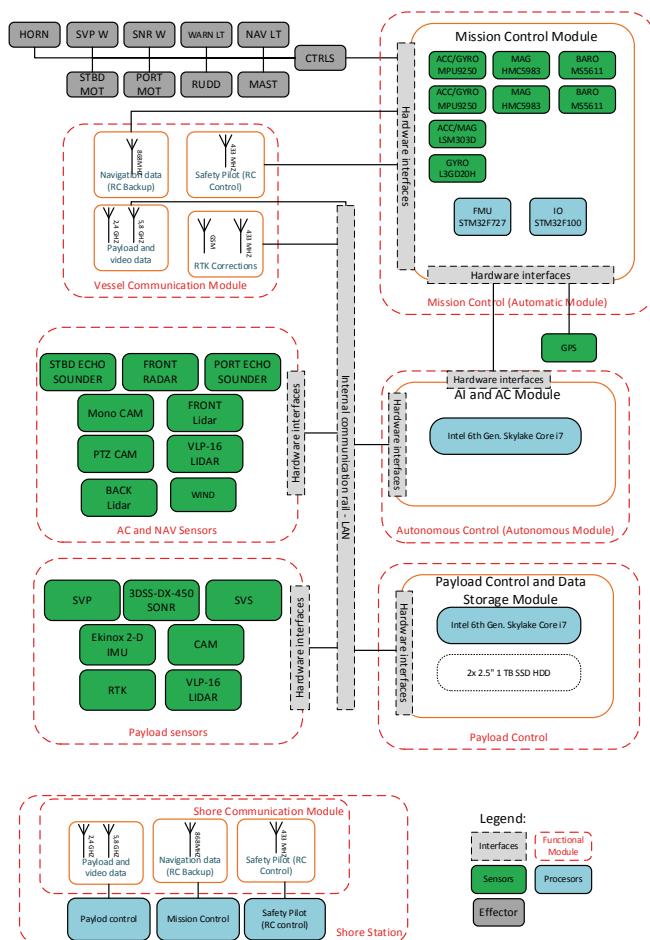 HORN
SVP W
SNR W
WARN LT
NAV LT
CTRLS
STBD
MOT
PORT
MOT
RUDD
MAST
Mission Control Module
ACC/GYRO
MPU9250
MAG
HMC5983
BARO
MS5611
ACC/GYRO
MPU9250
MAG
HMC5983
BARO
MS5611
ACC/MAG
LSM303D
GYRO
L3GD20H
FMU
STM32F727
IO
STM32F100
Hardware interfaces
Hardware interfaces
Mission Control (Automatic Module)
GPS
868MHZ
Navigation data
(RC Backup)
433 MHZ
Safety Pilot (RC
Control)
2,4 GHZ
5,8 GHZ
Payload and
video data
GSM
433 MHZ
RTK Corrections
Vessel Communication Module
Internal communication rail - LAN
STBD ECHO
SOUNDER
FRONT
RADAR
PORT ECHO
SOUNDER
Mono CAM
FRONT
Lidar
PTZ CAM
VLP-16
LIDAR
BACK
Lidar
WIND
Hardware interfaces
AC and NAV Sensors
Hardware interfaces
AI and AC Module
Intel 6th Gen. Skylake Core i7
Hardware interfaces
Autonomous Control (Autonomous Module)
SVP
3DSS-DX-450
SONR
SVS
Ekinox 2-D
IMU
CAM
RTK
VLP-16
LIDAR
Hardware interfaces
Payload sensors
Payload Control and Data
Storage Module
Intel 6th Gen. Skylake Core i7
2x 2.5" 1 TB SSD HDD
Hardware interfaces
Payload Control
Shore Communication Module
2,4 GHZ
5,8 GHZ
Payload and
video data
868MHZ
Navigation data
(RC Backup)
433 MHZ
Safety Pilot (RC
Control)
Paylod control
Mission Control
Safety Pilot
(RC control)
Shore Station
Legend:
Interfaces
Functional
Module
Sensors
Procesors
Effector